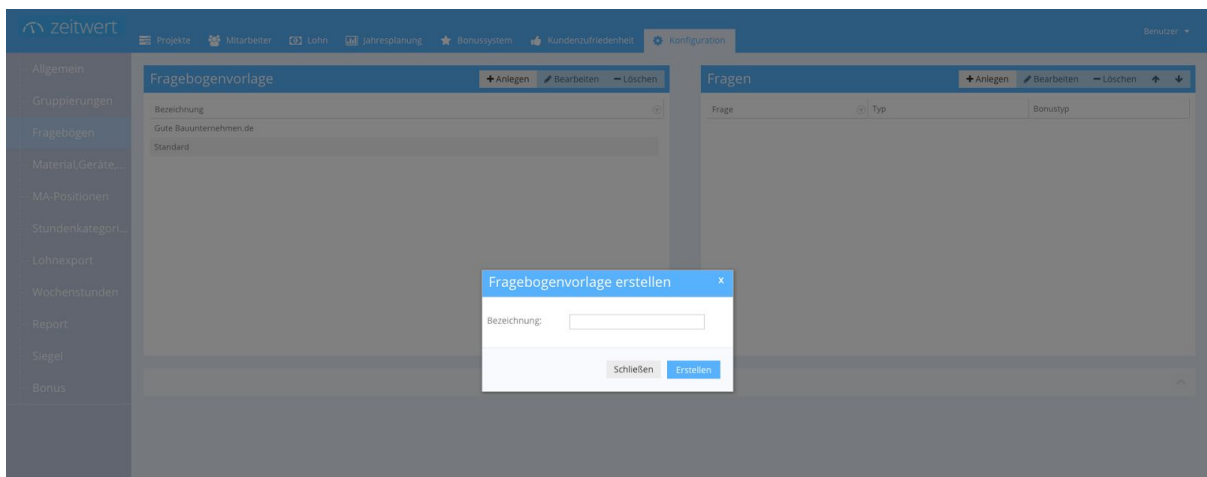 zeitwert
Projekte Mitarbeiter Lohn Jahresplanung Bonussystem Kundenzufriedenheit Konfiguration Benutzer
Allgemein
Gruppierungen
Fragebögen
Material,Geräte,...
MA-Positionen
Stundenkategori...
Lohnexport
Wochenstunden
Report
Siegel
Bonus
Fragebogenvorlage +Anlegen Bearbeiten Löschen
Bezeichnung
Gute Bauunternehmen.de
Standard
Fragen +Anlegen Bearbeiten Löschen
Frage Typ Bonustyp
Fragebogenvorlage erstellen x
Bezeichnung:
Schließen Erstellen